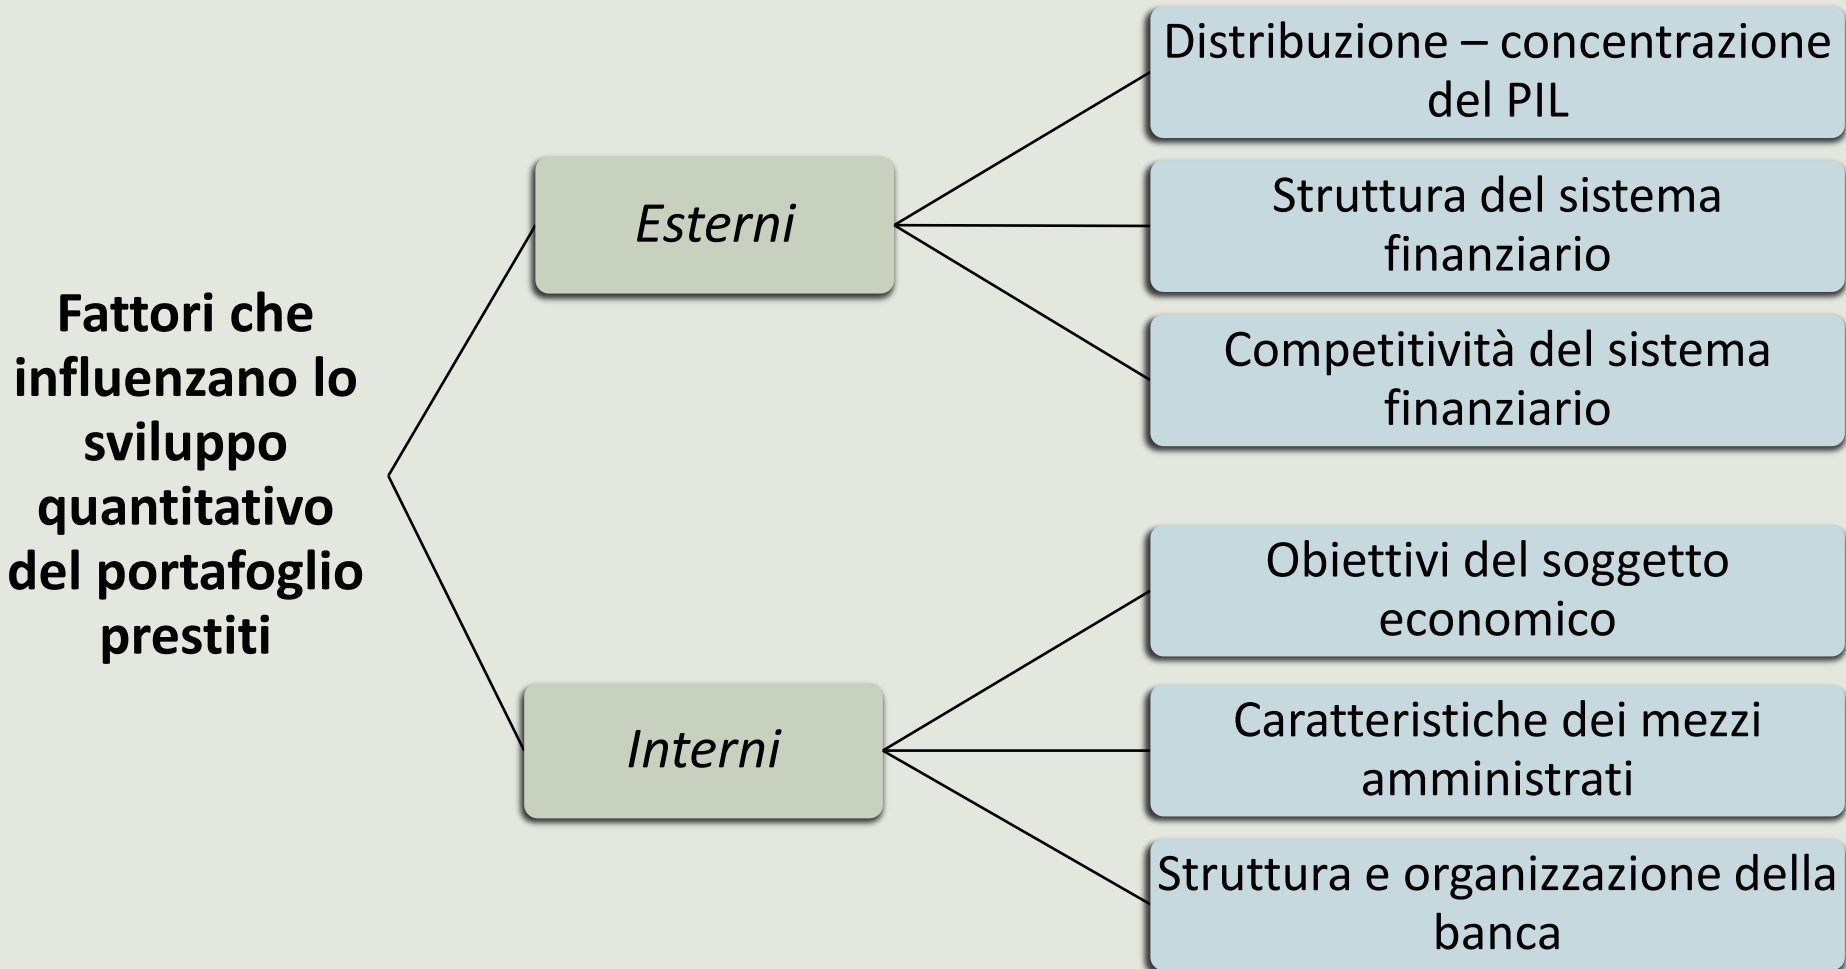 Fattori che
influenzano lo
sviluppo
quantitativo
del portafoglio
prestiti
Esterni
Distribuzione – concentrazione
del PIL
Struttura del sistema
finanziario
Competitività del sistema
finanziario
Interni
Obiettivi del soggetto
economico
Caratteristiche dei mezzi
amministrati
Struttura e organizzazione della
banca